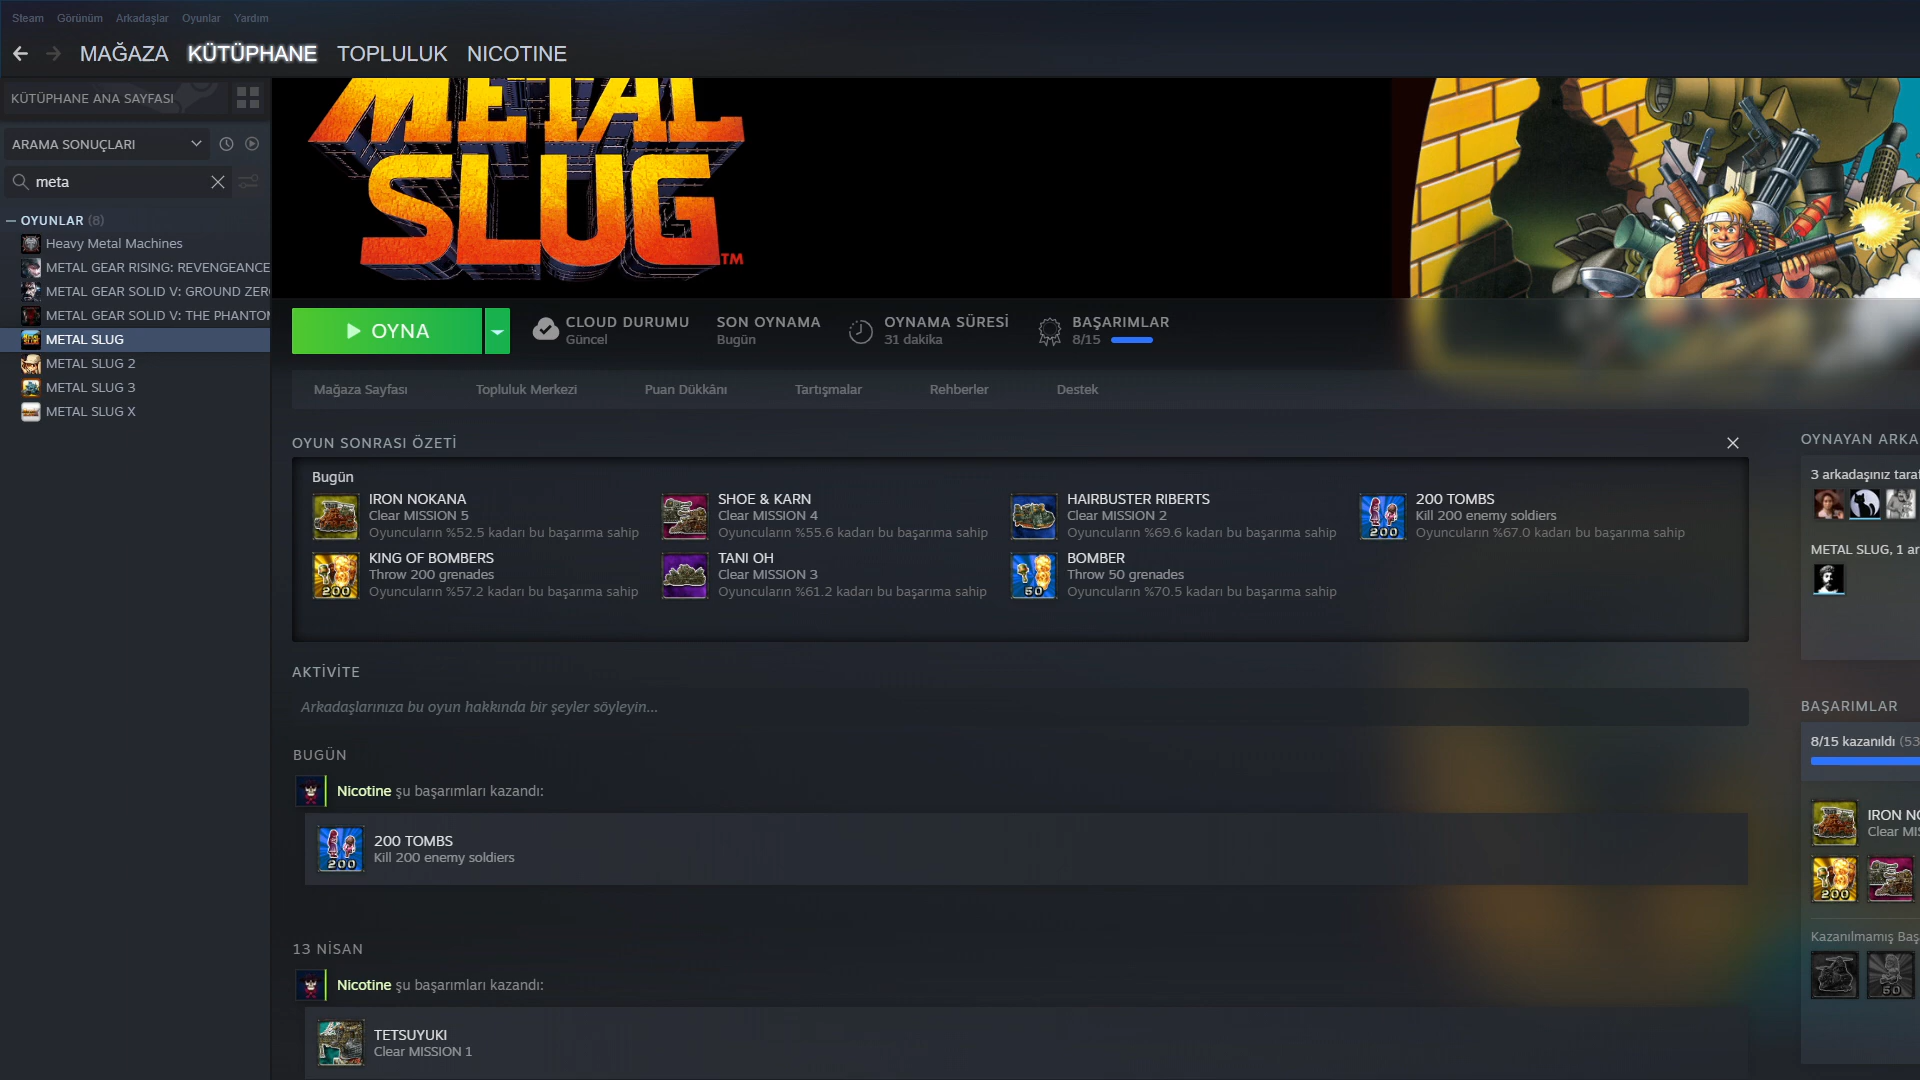 Steam Görünüm Arkadaşlar Oyunlar Yardım
MAĞAZA KÜTÜPHANE TOPLULUK NICOTINE
KÜTÜPHANE ANA SAYFASI
ARAMA SONUÇLARI
meta
— OYUNLAR (8)
Heavy Metal Machines
METAL GEAR RISING: REVENGEANCE
METAL GEAR SOLID V: GROUND ZER
METAL GEAR SOLID V: THE PHANTOM
METAL SLUG
METAL SLUG 2
METAL SLUG 3
METAL SLUG X
METAL
SLUG TM
OYNA
CLOUD DURUMU
Güncel
SON OYNAMA
Bugün
OYNAMA SÜRESİ
31 dakika
BAŞARIMLAR
8/15
Mağaza Sayfası Topluluk Merkezi Puan Dükkânı Tartışmalar Rehberler Destek
OYUN SONRASI ÖZETİ
Bugün
IRON NOKANA
Clear MISSION 5
Oyuncuların %52.5 kadarı bu başarıma sahip
SHOE & KARN
Clear MISSION 4
Oyuncuların %55.6 kadarı bu başarıma sahip
HAIRBUSTER RIBERTS
Clear MISSION 2
Oyuncuların %69.6 kadarı bu başarıma sahip
200
200 TOMBS
Kill 200 enemy soldiers
Oyuncuların %67.0 kadarı bu başarıma sahip
200
KING OF BOMBERS
Throw 200 grenades
Oyuncuların %57.2 kadarı bu başarıma sahip
TANI OH
Clear MISSION 3
Oyuncuların %61.2 kadarı bu başarıma sahip
50
BOMBER
Throw 50 grenades
Oyuncuların %70.5 kadarı bu başarıma sahip
AKTİVİTE
Arkadaşlarınıza bu oyun hakkında bir şeyler söyleyin...
BUGÜN
Nicotine şu başarımları kazandı:
200
200 TOMBS
Kill 200 enemy soldiers
13 NİSAN
Nicotine şu başarımları kazandı:
TETSUYUKI
Clear MISSION 1
OYNAYAN ARKA
3 arkadaşınız taraf
METAL SLUG, 1 ar
BAŞARIMLAR
8/15 kazanıldı (53
IRON NO
Clear MIS
200
Kazanılmamış Baş
50